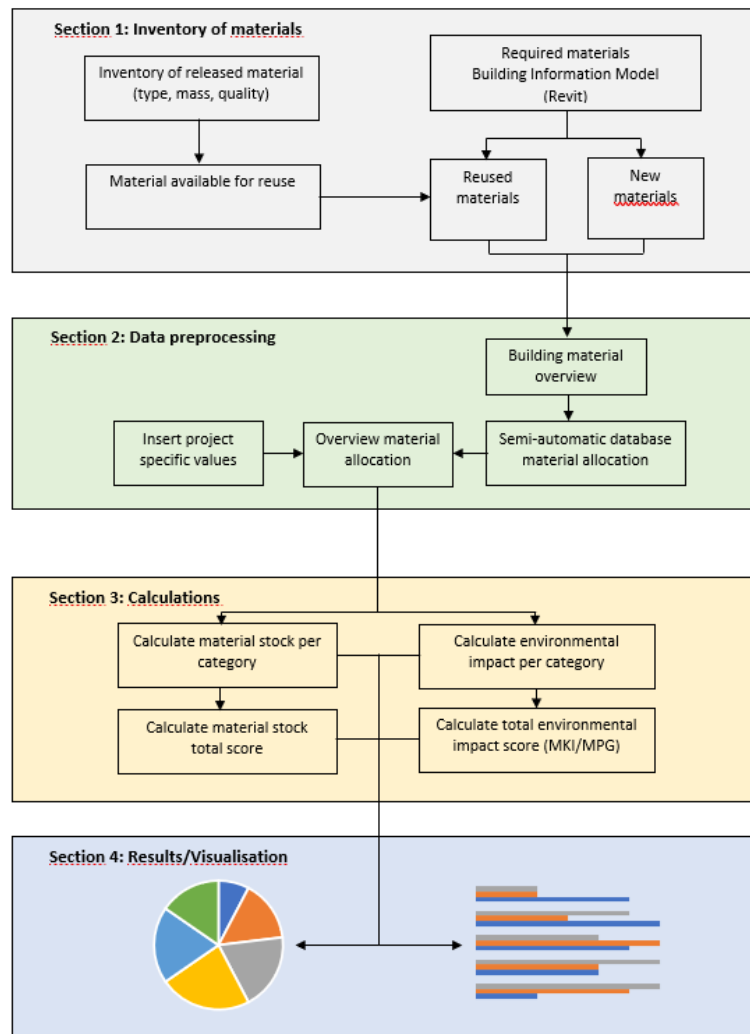 Section 1: Inventory of materials
Inventory of released material
(type, mass, quality)
Required materials
Building Information Model
(Revit)
Material available for reuse
Reused
materials
New
materials
Section 2: Data preprocessing
Building material
overview
Insert project
specific values
Overview material
allocation
Semi-automatic database
material allocation
Section 3: Calculations
Calculate material stock per
category
Calculate environmental
impact per category
Calculate material stock
total score
Calculate total environmental
impact score (MKI/MPG)
Section 4: Results/Visualisation